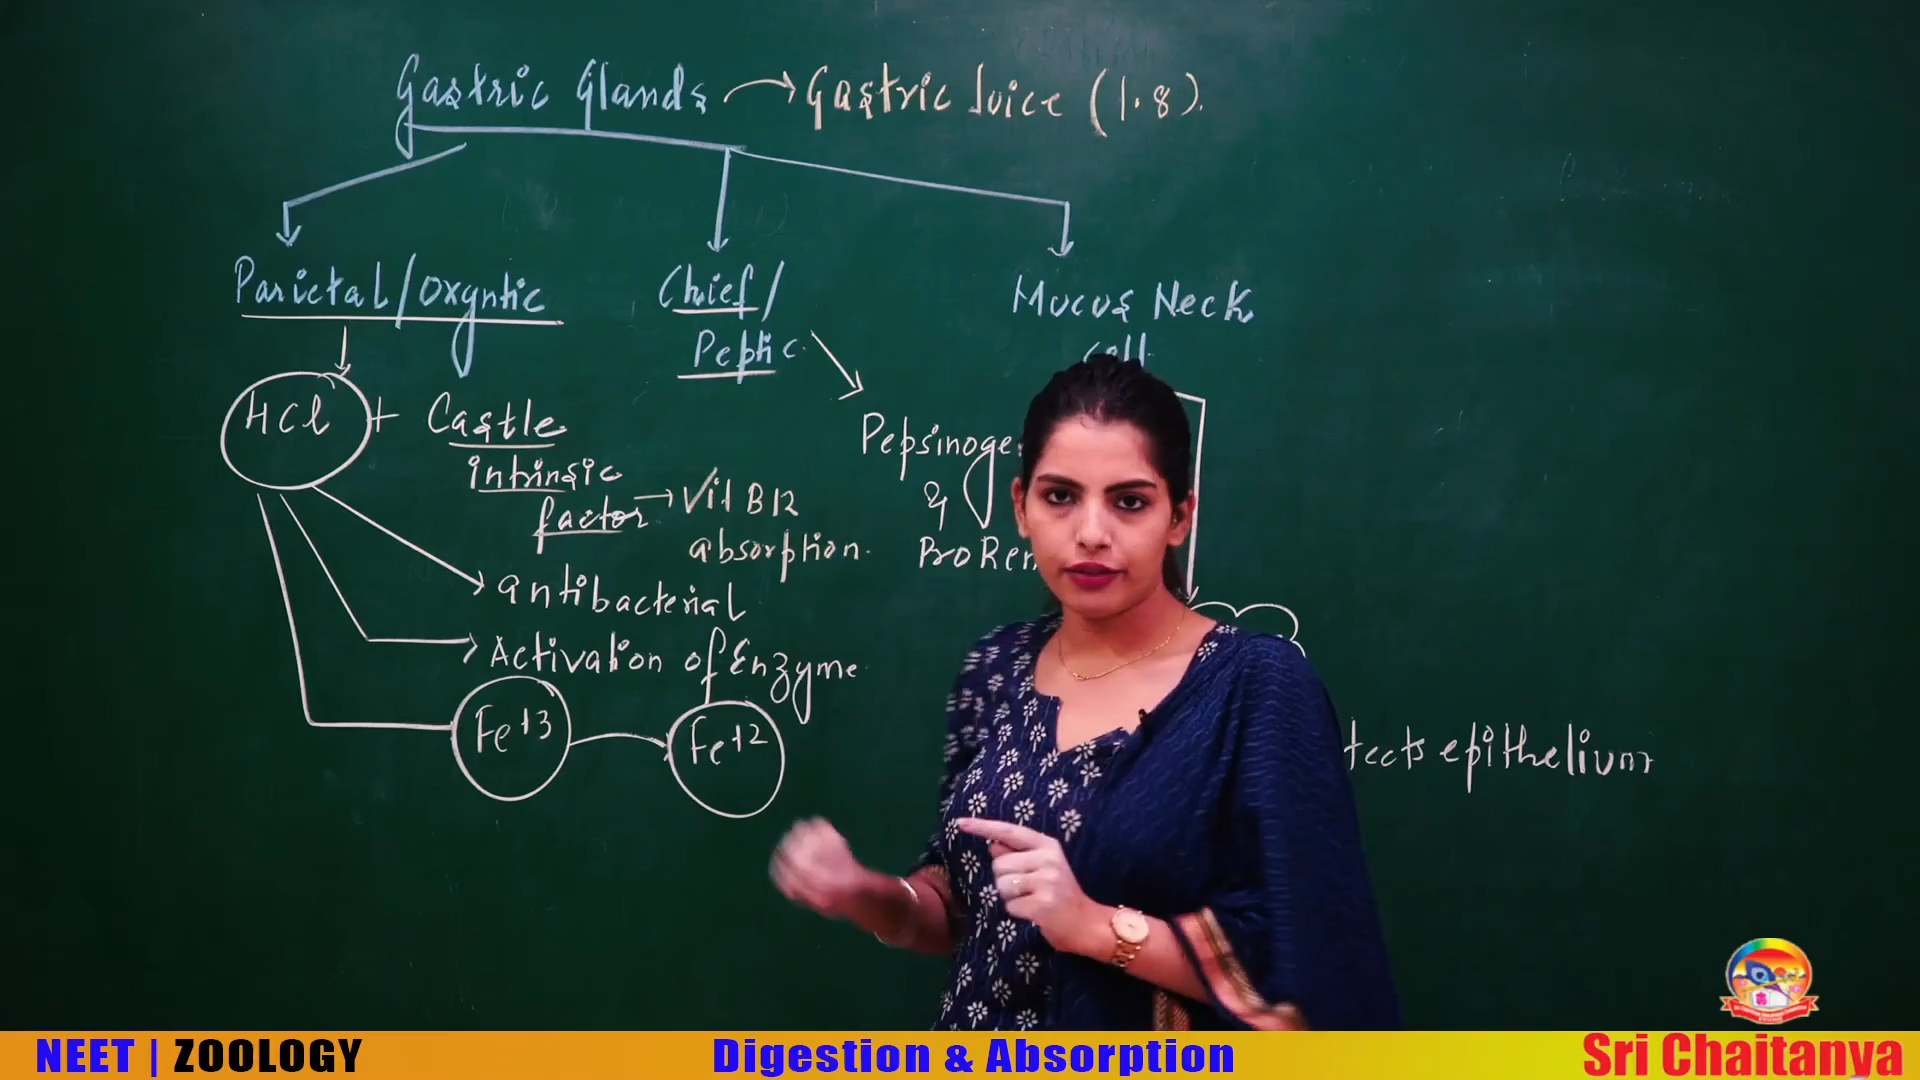 Gastric Glands → Gastric Juice (1.8).
Parietal/Oxyntic
Chief/
Peptic
Mucus Neck
Cell
HCl + Castle
intrinsic
factor → Vit B12
absorption.
Pepsinoge
&
ProRen
antibacterial
Activation of Enzyme
Fe+3
Fe+2
tects epithelium
NEET | ZOOLOGY
Digestion & Absorption
Sri Chaitanya